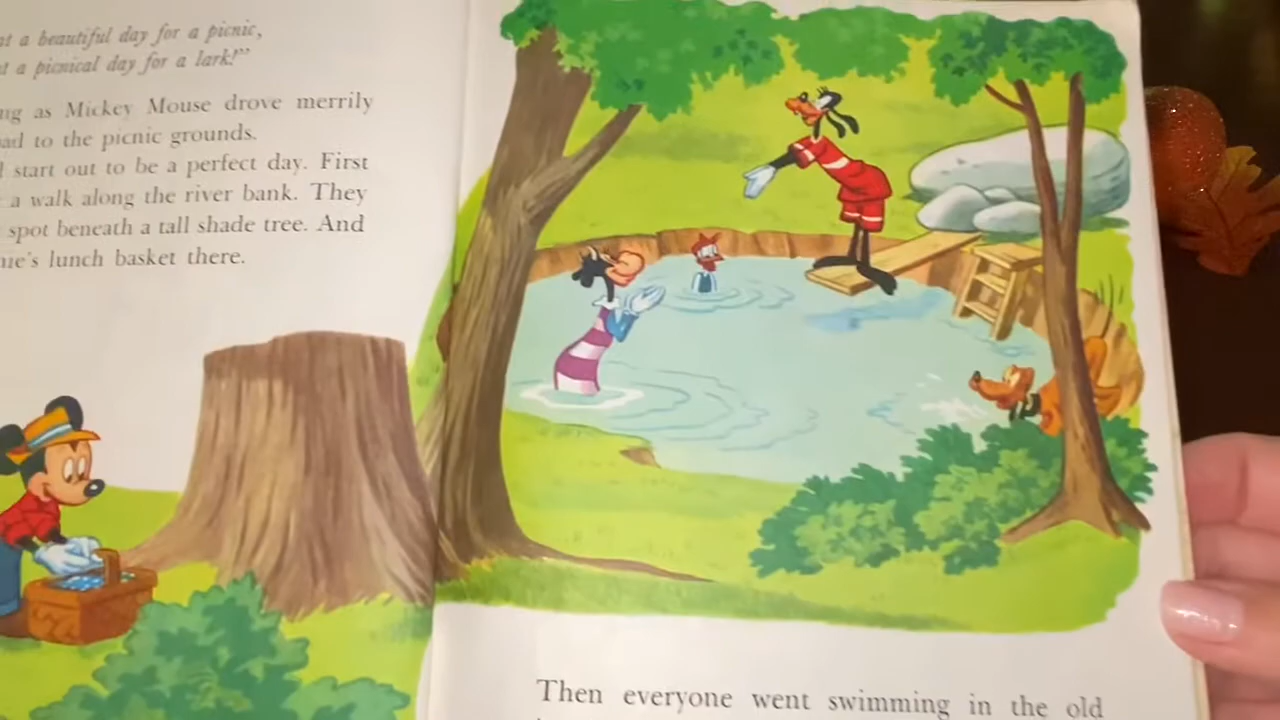 a beautiful day for a picnic,
a picnical day for a lark!"
as Mickey Mouse drove merrily
to the picnic grounds.
start out to be a perfect day. First
a walk along the river bank. They
spot beneath a tall shade tree. And
lunch basket there.
Then everyone went swimming in the old